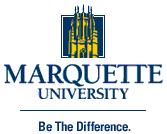 MARQUETTE
UNIVERSITY
Be The Difference.